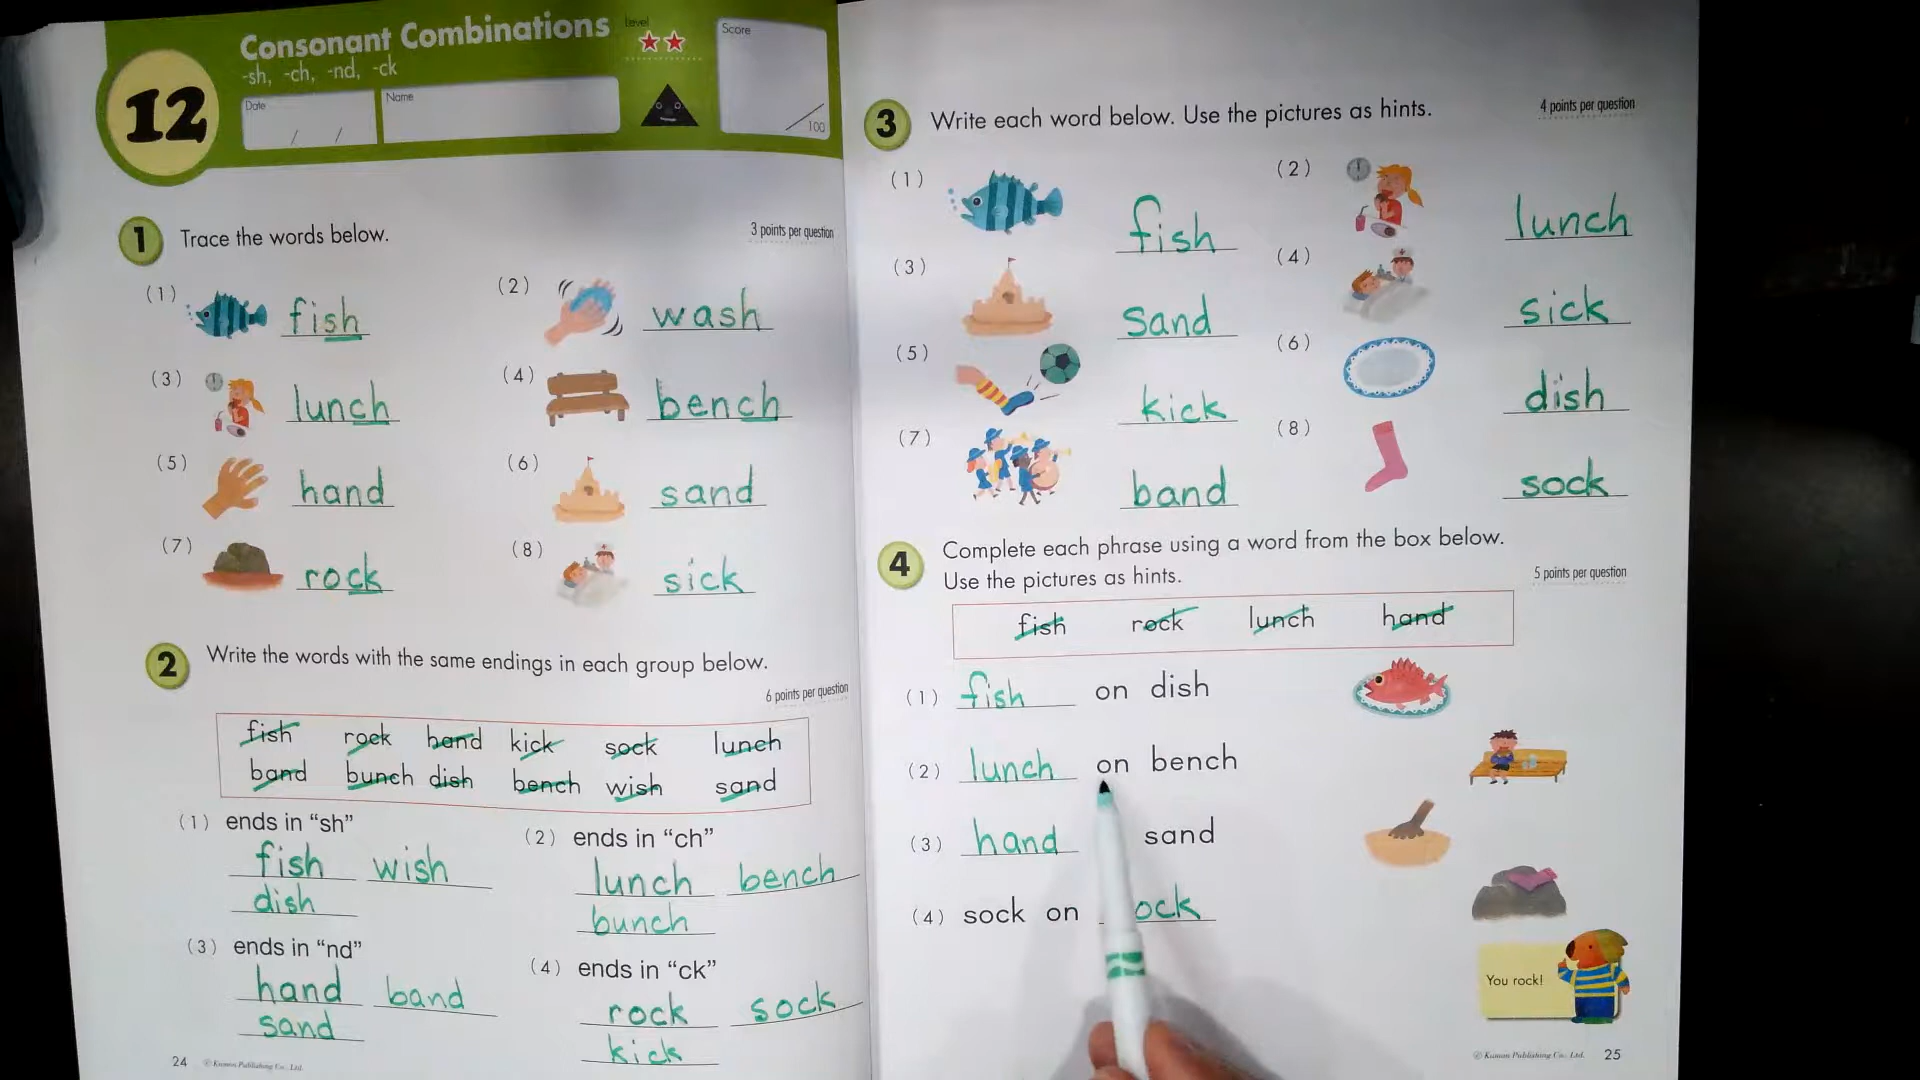 12
Consonant Combinations
-sh, -ch, -nd, -ck
Level
Score
Date
Name
/ /
/100
1 Trace the words below.
3 points per question
(1) fish
(2) wash
(3) lunch
(4) bench
(5) hand
(6) sand
(7) rock
(8) sick
2 Write the words with the same endings in each group below.
6 points per question
fish rock hand kick sock lunch
band bunch dish bench wish sand
(1) ends in “sh”
fish wish
dish
(2) ends in “ch”
lunch bench
bunch
(3) ends in “nd”
hand band
sand
(4) ends in “ck”
rock sock
kick
24 © Kumon Publishing Co., Ltd.
3 Write each word below. Use the pictures as hints.
4 points per question
(1) fish
(2) lunch
(3) sand
(4) sick
(5) kick
(6) dish
(7) band
(8) sock
4 Complete each phrase using a word from the box below.
Use the pictures as hints.
5 points per question
fish rock lunch hand
(1) fish on dish
(2) lunch on bench
(3) hand sand
(4) sock on ock
You rock!
© Kumon Publishing Co., Ltd. 25